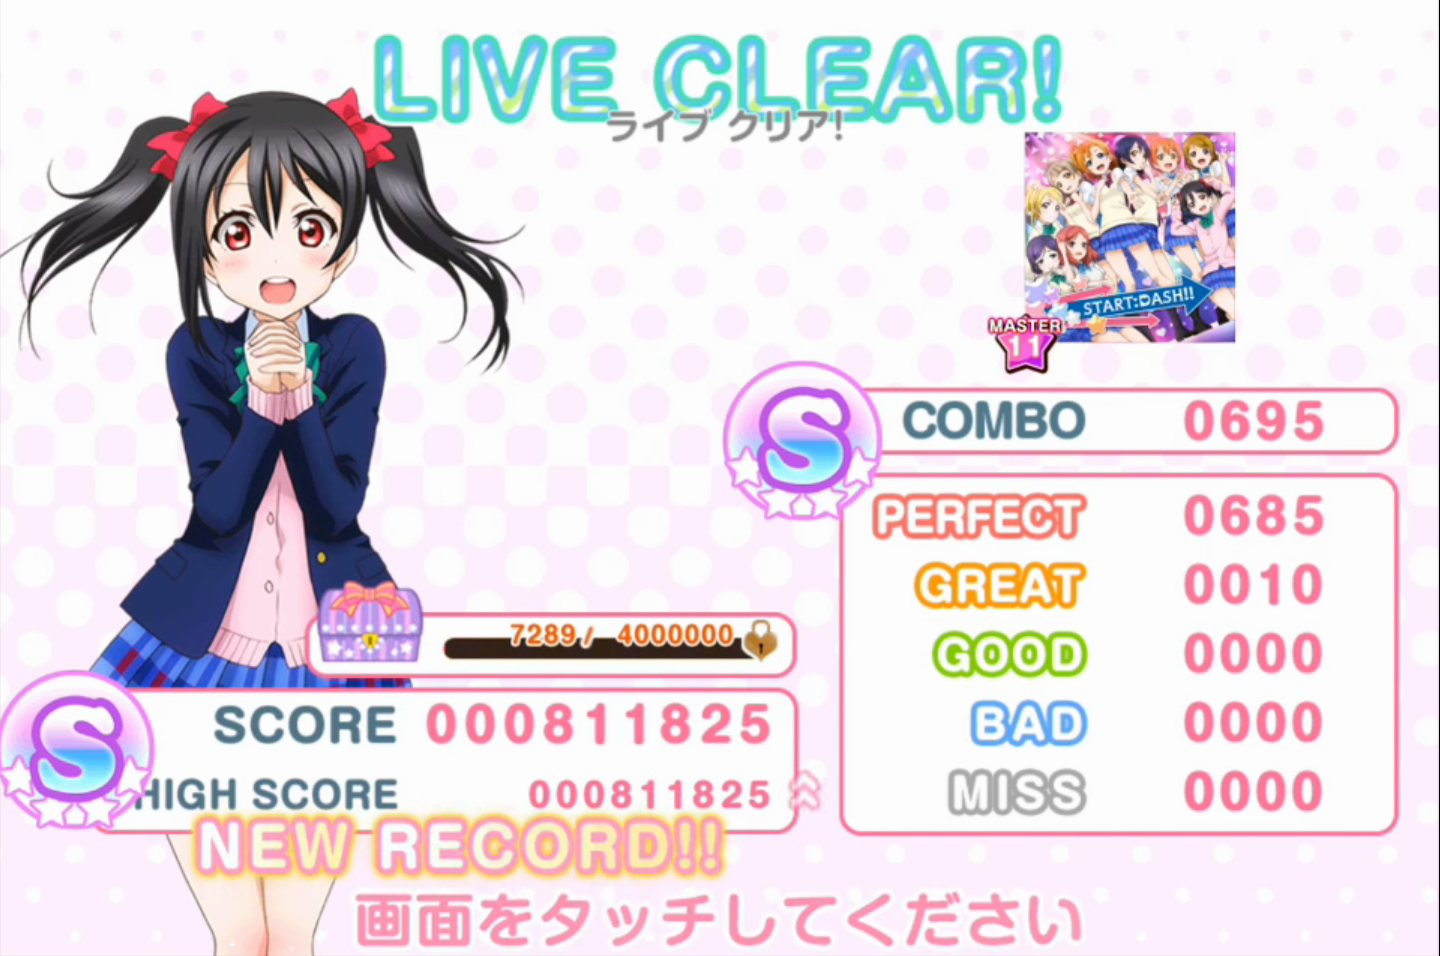 LIVE CLEAR!
ライブ クリア!
START:DASH!!
MASTER
11
S
COMBO 0695
PERFECT 0685
GREAT 0010
GOOD 0000
BAD 0000
MISS 0000
7289/ 4000000
S
SCORE 000811825
HIGH SCORE 000811825
NEW RECORD!!
画面をタッチしてください